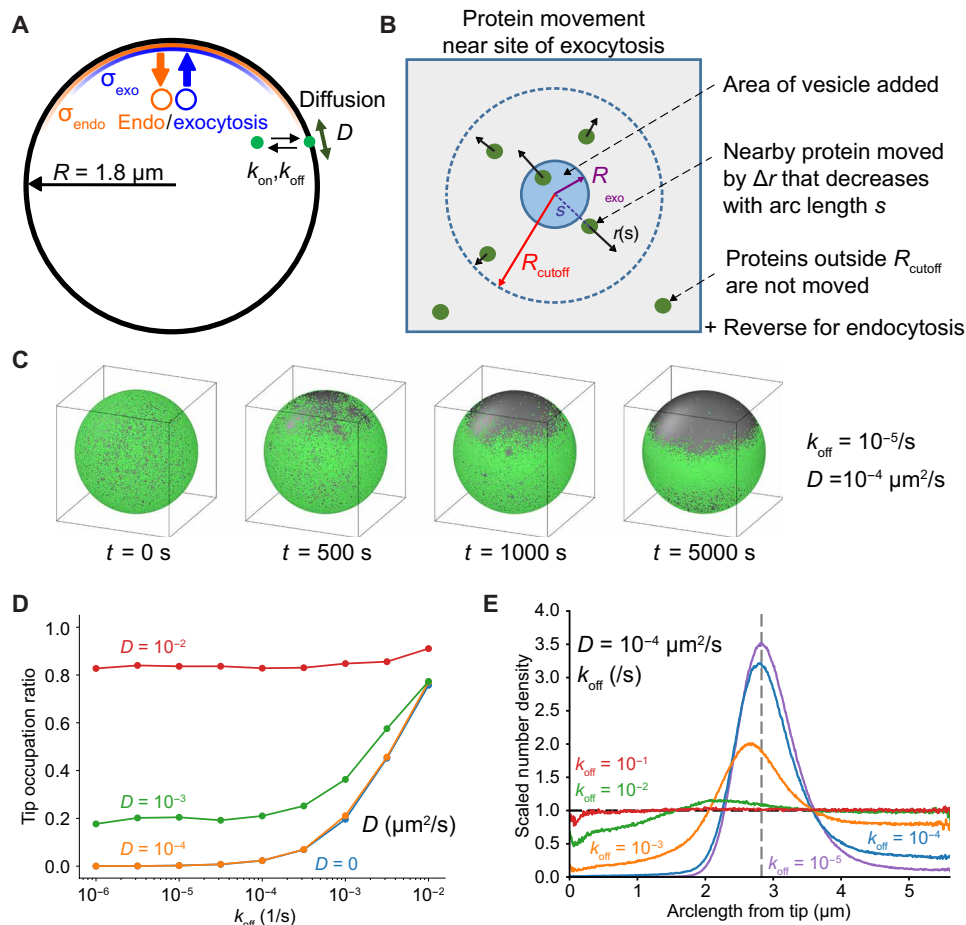 A
σexo
σendo
Endo/exocytosis
Diffusion
D
kon,koff
R = 1.8 μm
B
Protein movement
near site of exocytosis
Area of vesicle added
Nearby protein moved
by Δr that decreases
with arc length s
Rexo
s
r(s)
Rcutoff
Proteins outside Rcutoff
are not moved
+ Reverse for endocytosis
C
koff = 10⁻⁵/s
D =10⁻⁴ μm²/s
t = 0 s
t = 500 s
t = 1000 s
t = 5000 s
D
Tip occupation ratio
1.0
0.8
0.6
0.4
0.2
0.0
D = 10⁻²
D = 10⁻³
D (μm²/s)
D = 10⁻⁴
D = 0
10⁻⁶
10⁻⁵
10⁻⁴
10⁻³
10⁻²
koff (1/s)
E
Scaled number density
4.0
3.5
3.0
2.5
2.0
1.5
1.0
0.5
0.0
D = 10⁻⁴ μm²/s
koff (/s)
koff = 10⁻¹
koff = 10⁻²
koff = 10⁻³
koff = 10⁻⁴
koff = 10⁻⁵
0
1
2
3
4
5
Arclength from tip (μm)